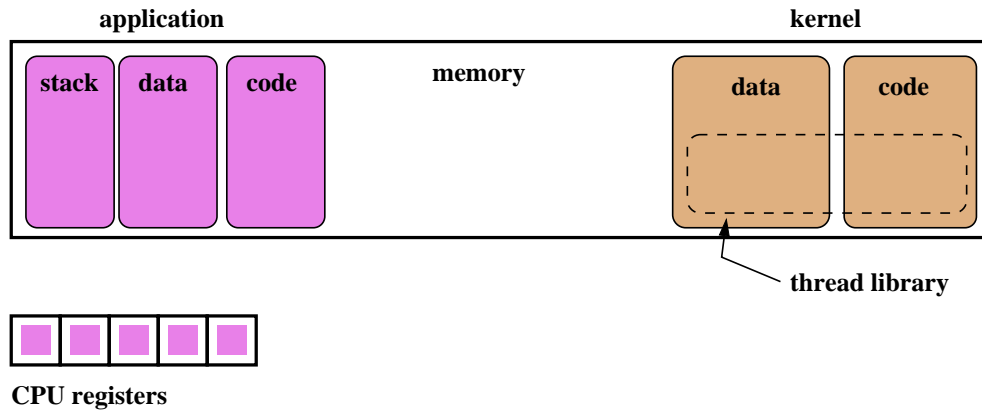 application
kernel
memory
stack
data
code
data
code
thread library
CPU registers